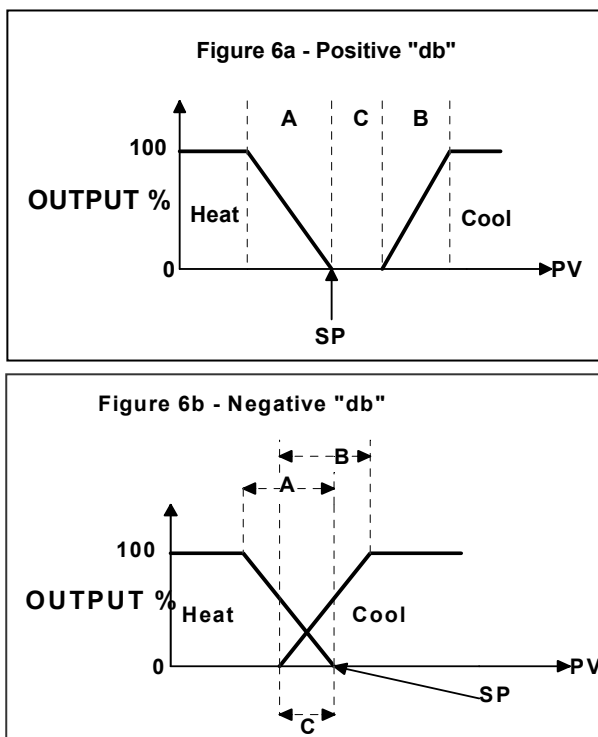 Figure 6a - Positive "db"
A C B
100
OUTPUT %
Heat
Cool
0
PV
SP
Figure 6b - Negative "db"
B
A
100
OUTPUT %
Heat
Cool
0
PV
SP
C